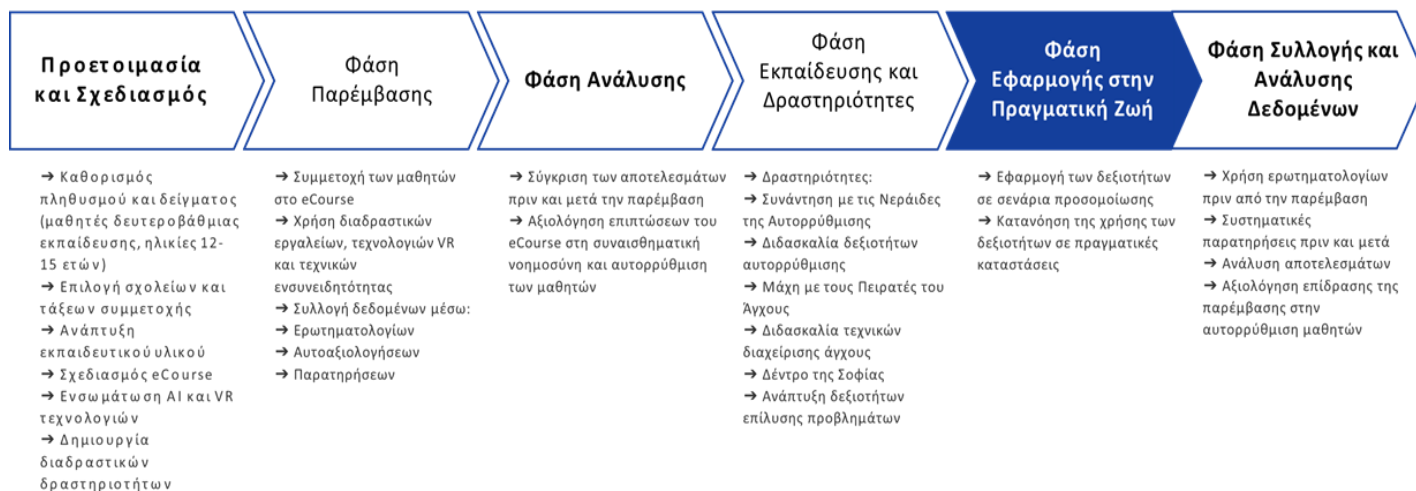 Προετοιμασία
και Σχεδιασμός
➔ Καθορισμός
πληθυσμού και δείγματος
(μαθητές δευτεροβάθμιας
εκπαίδευσης, ηλικίες 12-
15 ετών)
➔ Επιλογή σχολείων και
τάξεων συμμετοχής
➔ Ανάπτυξη
εκπαιδευτικού υλικού
➔ Σχεδιασμός eCourse
➔ Ενσωμάτωση AI και VR
τεχνολογιών
➔ Δημιουργία
διαδραστικών
δραστηριοτήτων
Φάση
Παρέμβασης
➔ Συμμετοχή των μαθητών
στο eCourse
➔ Χρήση διαδραστικών
εργαλείων, τεχνολογιών VR
και τεχνικών
ενσυνειδητότητας
➔ Συλλογή δεδομένων μέσω:
➔ Ερωτηματολογίων
➔ Αυτοαξιολογήσεων
➔ Παρατηρήσεων
Φάση Ανάλυσης
➔ Σύγκριση των αποτελεσμάτων
πριν και μετά την παρέμβαση
➔ Αξιολόγηση επιπτώσεων του
eCourse στη συναισθηματική
νοημοσύνη και αυτορρύθμιση
των μαθητών
Φάση
Εκπαίδευσης και
Δραστηριότητες
➔ Δραστηριότητες:
➔ Συνάντηση με τις Νεράιδες
της Αυτορρύθμισης
➔ Διδασκαλία δεξιοτήτων
αυτορρύθμισης
➔ Μάχη με τους Πειρατές του
Άγχους
➔ Διδασκαλία τεχνικών
διαχείρισης άγχους
➔ Δέντρο της Σοφίας
➔ Ανάπτυξη δεξιοτήτων
επίλυσης προβλημάτων
Φάση
Εφαρμογής στην
Πραγματική Ζωή
➔ Εφαρμογή των δεξιοτήτων
σε σενάρια προσομοίωσης
➔ Κατανόηση της χρήσης των
δεξιοτήτων σε πραγματικές
καταστάσεις
Φάση Συλλογής και
Ανάλυσης
Δεδομένων
➔ Χρήση ερωτηματολογίων
πριν από την παρέμβαση
➔ Συστηματικές
παρατηρήσεις πριν και μετά
➔ Ανάλυση αποτελεσμάτων
➔ Αξιολόγηση επίδρασης της
παρέμβασης στην
αυτορρύθμιση μαθητών